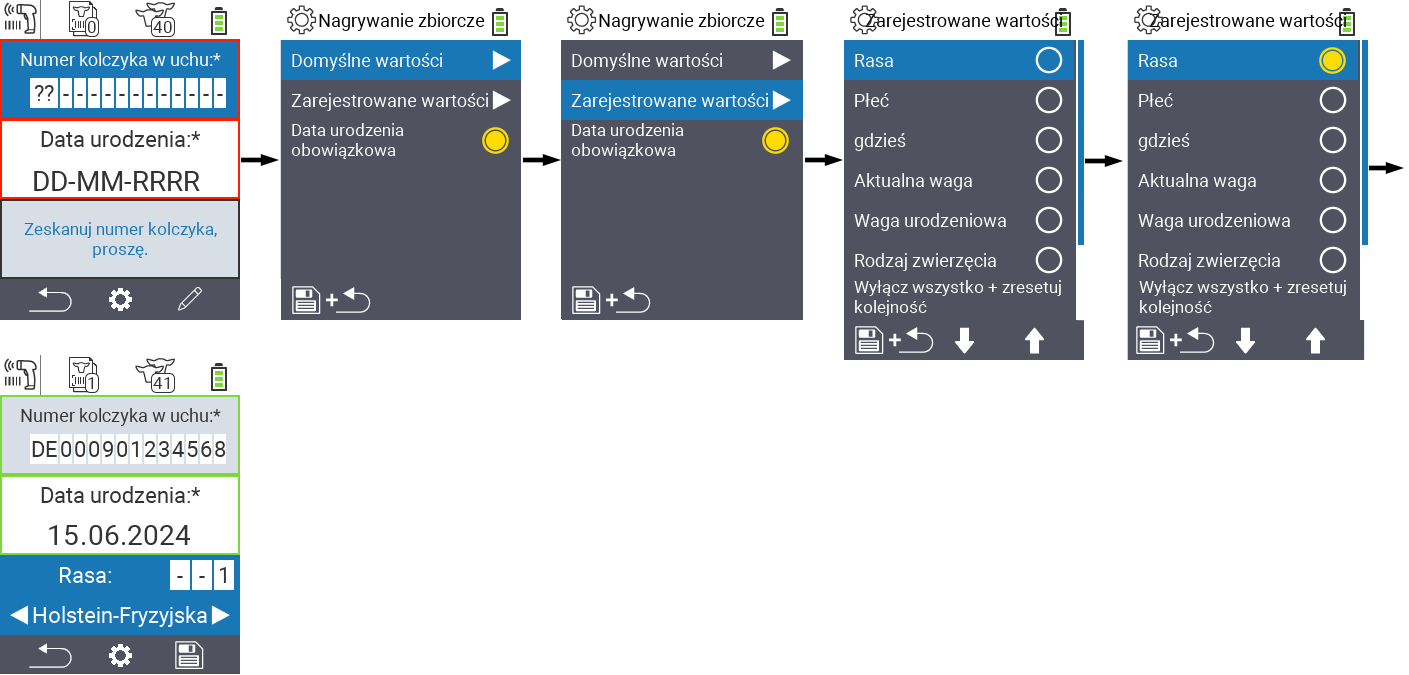 0
40
Numer kolczyka w uchu:*
??------------
Data urodzenia:*
DD-MM-RRRR
Zeskanuj numer kolczyka,
proszę.
Nagrywanie zbiorcze
Domyślne wartości
Zarejestrowane wartości
Data urodzenia
obowiązkowa
+
Nagrywanie zbiorcze
Domyślne wartości
Zarejestrowane wartości
Data urodzenia
obowiązkowa
+
Zarejestrowane wartości
Rasa
Płeć
gdzieś
Aktualna waga
Waga urodzeniowa
Rodzaj zwierzęcia
Wyłącz wszystko + zresetuj
kolejność
+
Zarejestrowane wartości
Rasa
Płeć
gdzieś
Aktualna waga
Waga urodzeniowa
Rodzaj zwierzęcia
Wyłącz wszystko + zresetuj
kolejność
+
1
41
Numer kolczyka w uchu:*
DE000901234568
Data urodzenia:*
15.06.2024
Rasa: --1
Holstein-Fryzyjska